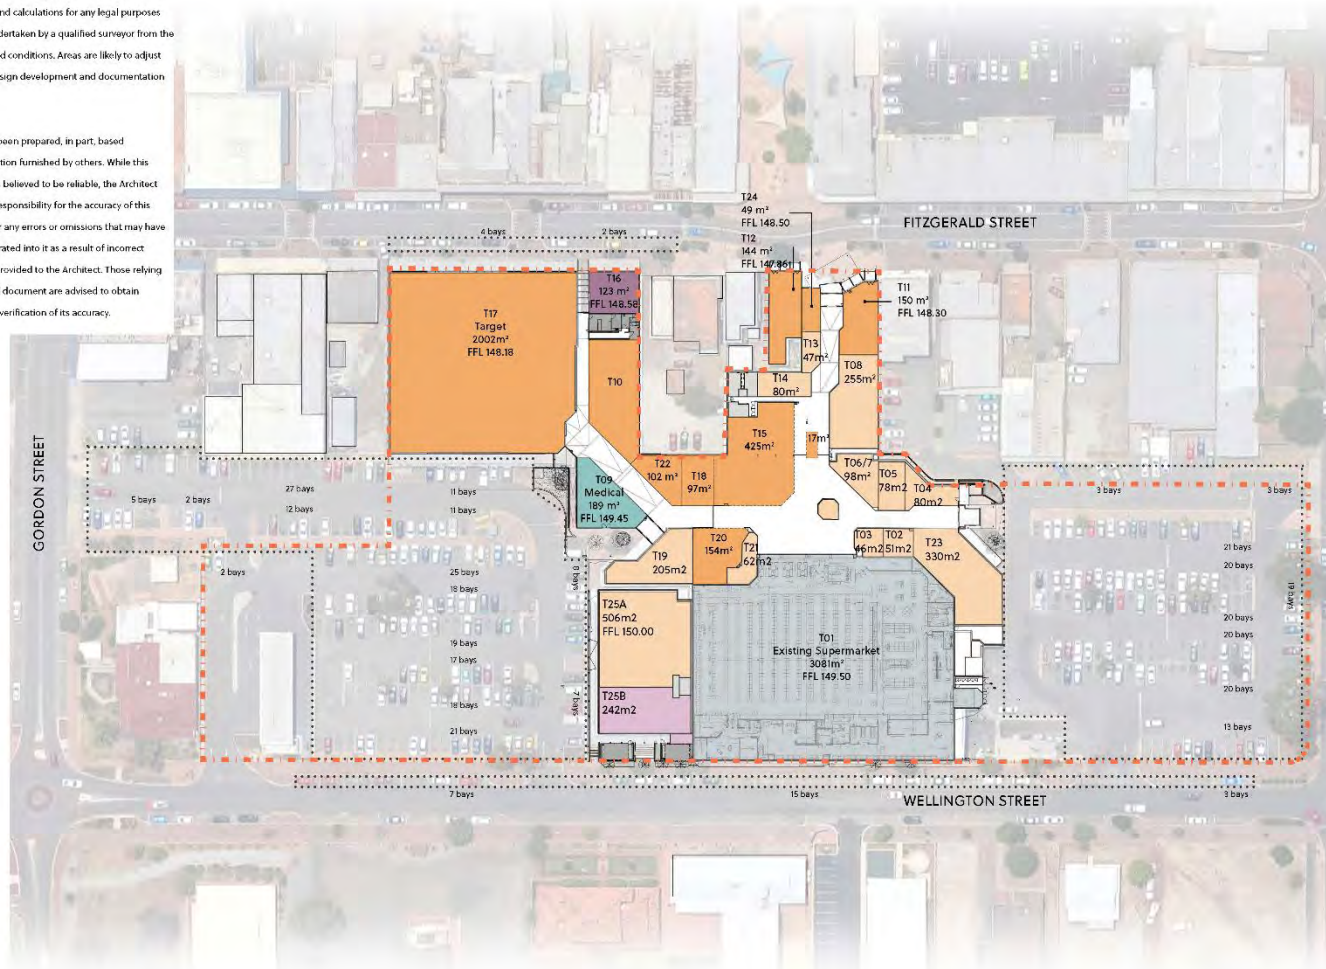 nd calculations for any legal purposes
dertaken by a qualified surveyor from the
d conditions. Areas are likely to adjust
sign development and documentation
been prepared, in part, based
tion furnished by others. While this
believed to be reliable, the Architect
esponsibility for the accuracy of this
any errors or omissions that may have
rated into it as a result of incorrect
rovided to the Architect. Those relying
document are advised to obtain
verification of its accuracy.
T24
49 m²
FFL 148.50
FITZGERALD STREET
4 bays
2 bays
T12
144 m²
FFL 147.861
T16
123 m²
FFL 148.58
T11
150 m²
FFL 148.30
T17
Target
2002m²
FFL 148.18
T13
47m²
T08
255m²
T10
T14
80m²
T15
425m²
17m²
GORDON STREET
T22
102 m²
T18
97m²
T06/7
98m²
T05
78m2
T04
80m2
T09
Medical
189 m²
FFL 149.45
5 bays
2 bays
27 bays
12 bays
11 bays
11 bays
3 bays
3 bays
T19
205m2
T20
154m²
T21
62m2
T03
46m2
T02
51m2
T23
330m2
2 bays
25 bays
18 bays
8 bays
21 bays
20 bays
19 bays
T25A
506m2
FFL 150.00
19 bays
17 bays
20 bays
20 bays
T01
Existing Supermarket
3081m²
FFL 149.50
T25B
242m2
18 bays
7 bays
21 bays
20 bays
13 bays
7 bays
15 bays
WELLINGTON STREET
3 bays